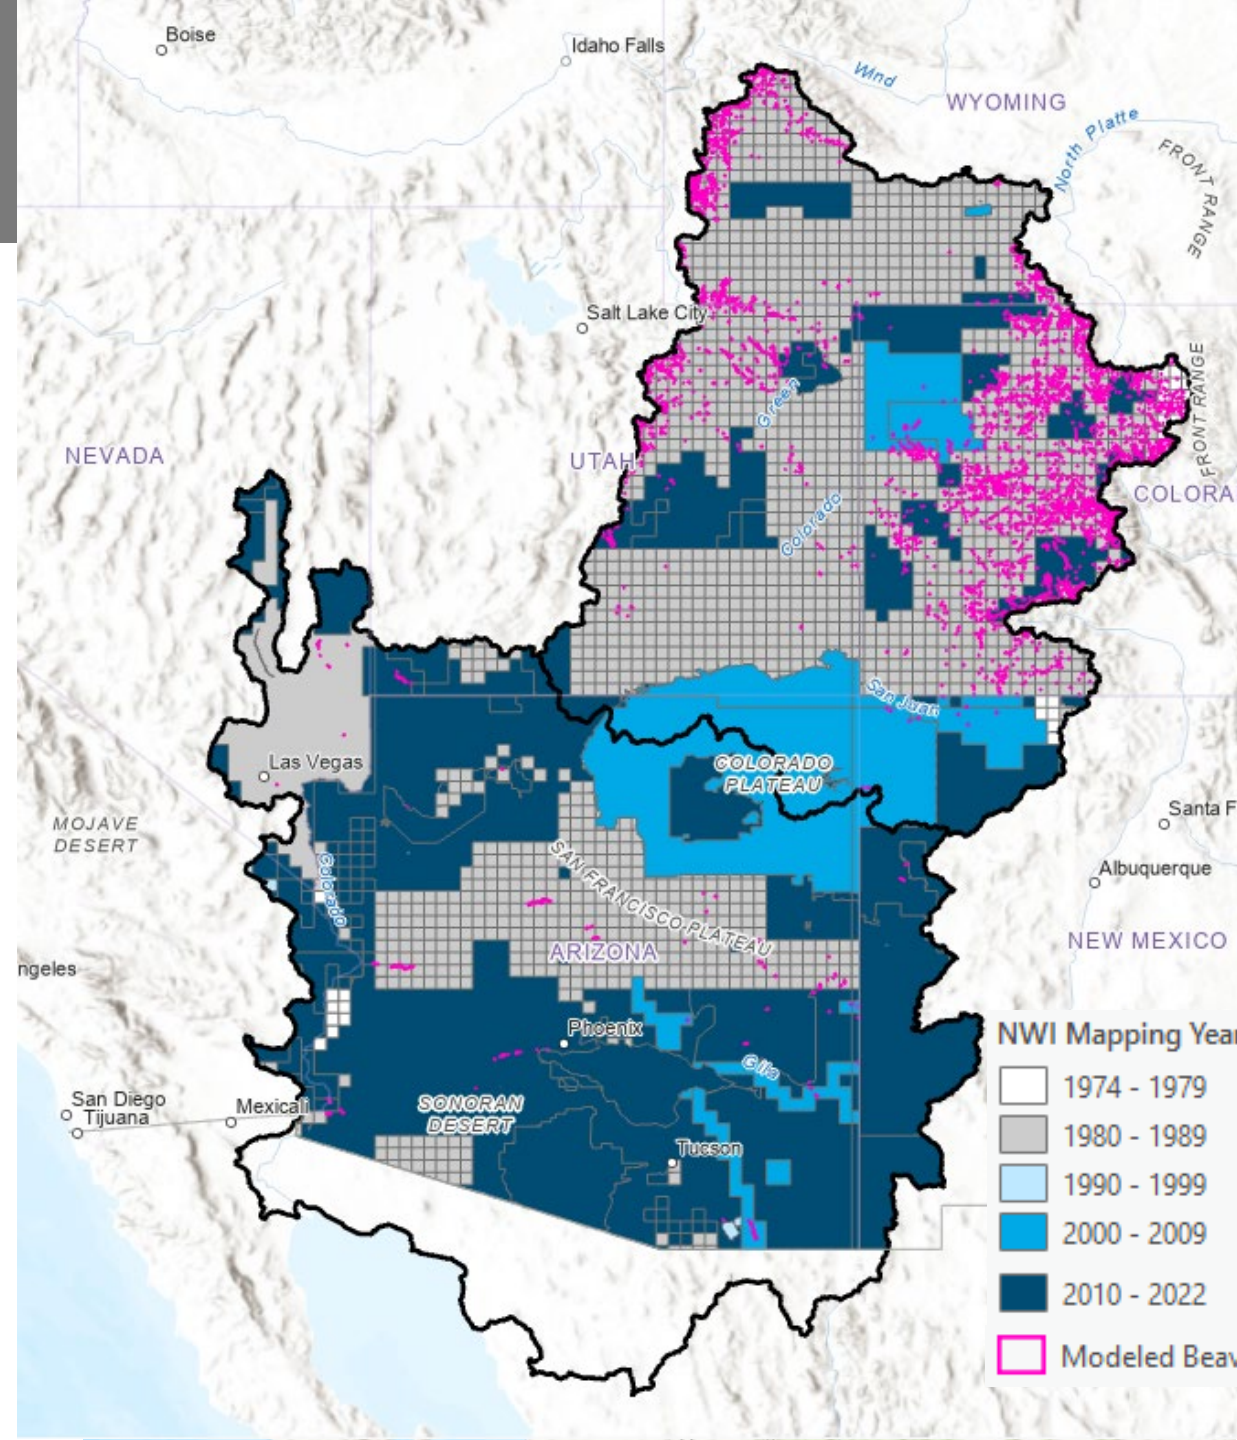 Boise
Idaho Falls
Wind
WYOMING
North Platte
FRONT RANGE
Salt Lake City
Green
FRONT RANGE
NEVADA
UTAH
COLORA
Colorado
San Juan
Las Vegas
COLORADO
PLATEAU
MOJAVE
DESERT
Santa F
Colorado
SAN FRANCISCO PLATEAU
Albuquerque
ARIZONA
NEW MEXICO
ngeles
Phoenix
Gila
San Diego
Tijuana
Mexicali
SONORAN
DESERT
Tucson
NWI Mapping Year
1974 - 1979
1980 - 1989
1990 - 1999
2000 - 2009
2010 - 2022
Modeled Beav